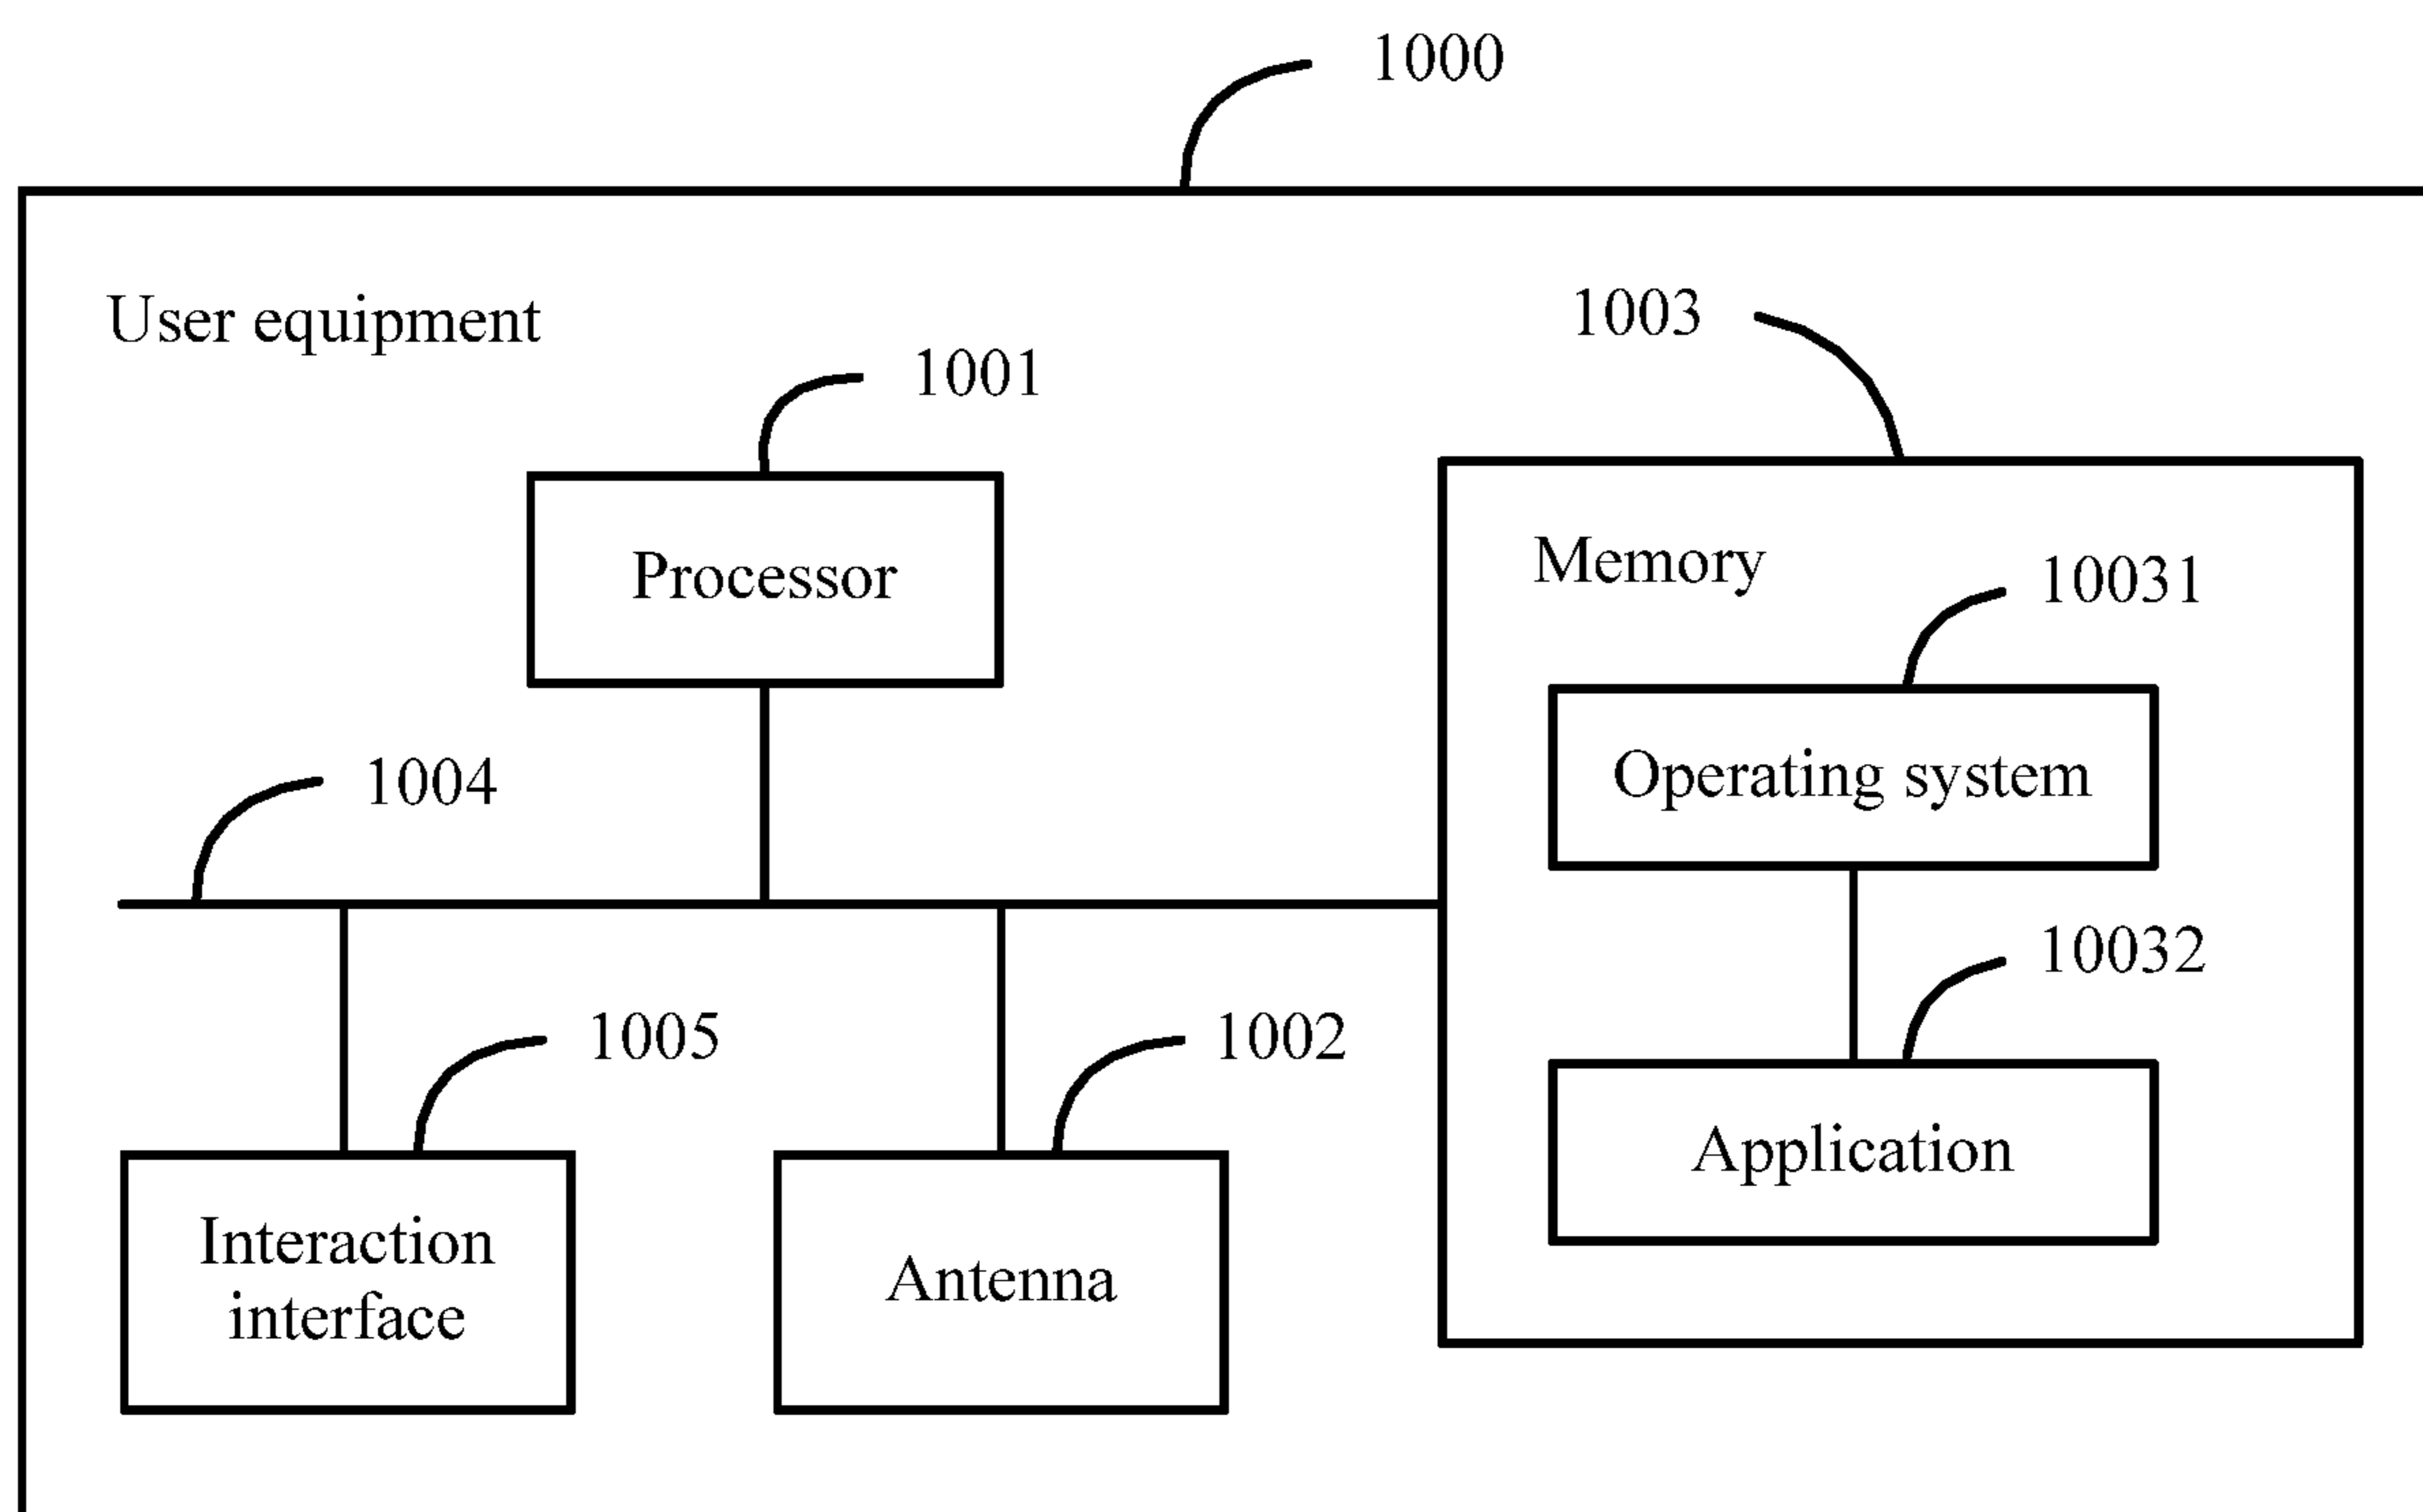 1000
User equipment
1003
1001
Processor
Memory
10031
Operating system
1004
10032
1005
1002
Application
Interaction
interface
Antenna